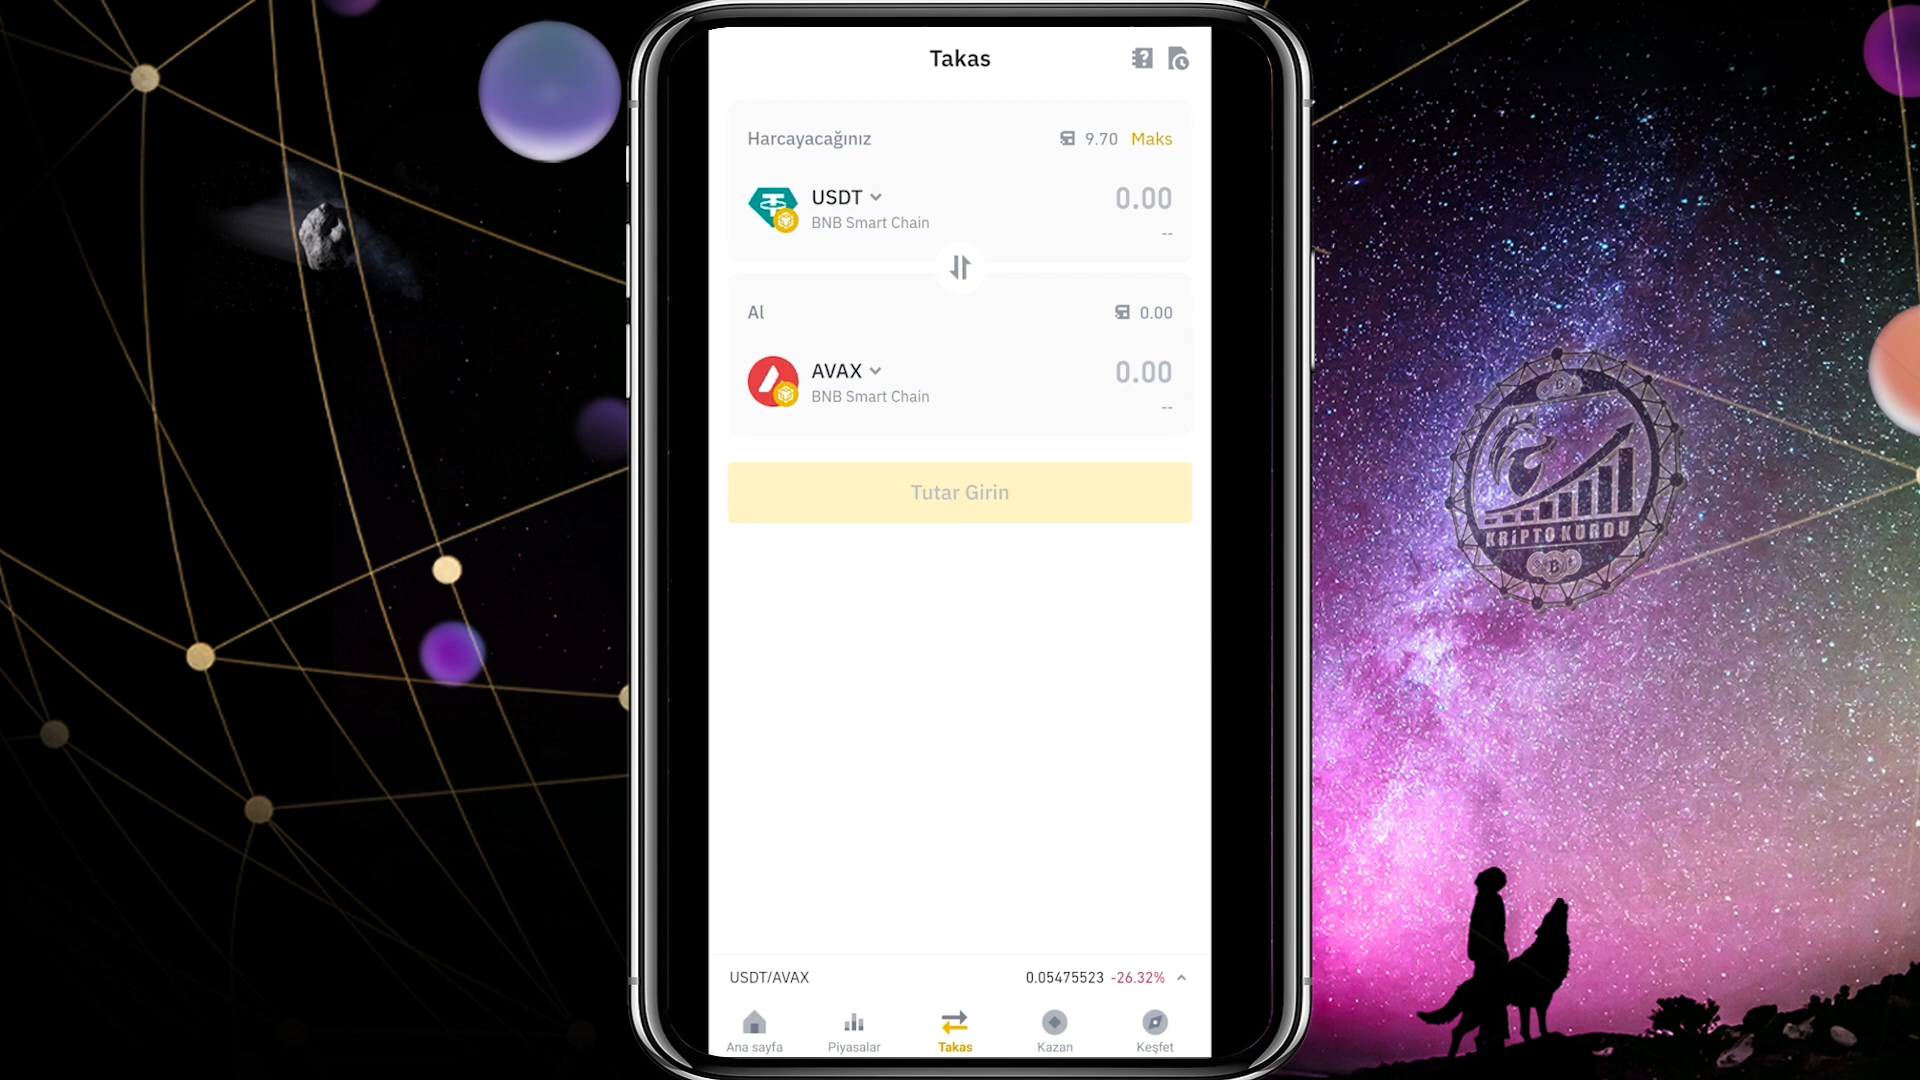 Takas
Harcayacağınız
9.70 Maks
USDT
BNB Smart Chain
0.00
--
Al
0.00
AVAX
BNB Smart Chain
0.00
--
Tutar Girin
KRİPTO KURDU
USDT/AVAX
0.05475523 -26.32%
Ana sayfa
Piyasalar
Takas
Kazan
Keşfet